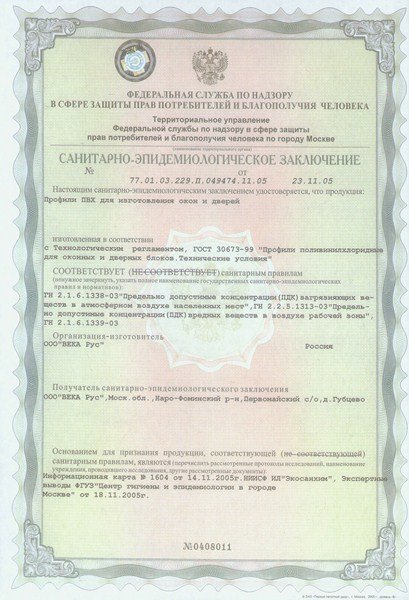 ФЕДЕРАЛЬНАЯ СЛУЖБА ПО НАДЗОРУ
В СФЕРЕ ЗАЩИТЫ ПРАВ ПОТРЕБИТЕЛЕЙ И БЛАГОПОЛУЧИЯ ЧЕЛОВЕКА
Территориальное управление
Федеральной службы по надзору в сфере защиты
прав потребителей и благополучия человека по городу Москве
(наименование территориального органа)
САНИТАРНО-ЭПИДЕМИОЛОГИЧЕСКОЕ ЗАКЛЮЧЕНИЕ
№ 77.01.03.229.П.049474.11.05 от 23.11.05
Настоящим санитарно-эпидемиологическим заключением удостоверяется, что продукция:
Профили ПВХ для изготовления окон и дверей
изготовленная в соответствии
с Технологическим регламентом, ГОСТ 30673-99 "Профили поливинилхлоридные
для оконных и дверных блоков.Технические условия"
СООТВЕТСТВУЕТ (НЕ СООТВЕТСТВУЕТ) санитарным правилам
(ненужное зачеркнуть, указать полное наименование государственных санитарно-эпидемиологических
правил и нормативов):
ГН 2.1.6.1338-03"Предельно допустимые концентрации(ПДК)загрязняющих ве-
ществ в атмосферном воздухе населенных мест",ГН 2.2.5.1313-03"Предель-
но допустимые концентрации(ПДК)вредных веществ в воздухе рабочей зоны",
ГН 2.1.6.1339-03
Организация-изготовитель
ООО"ВЕКА Рус" Россия
Получатель санитарно-эпидемиологического заключения
ООО"ВЕКА Рус",Моск.обл.,Наро-Фоминский р-н,Первомайский с/о,д.Губцево
Основанием для признания продукции, соответствующей (не соответствующей)
санитарным правилам, являются (перечислить рассмотренные протоколы исследований, наименование
учреждения, проводившего исследования, другие рассмотренные документы)
Информационная карта № 1604 от 14.11.2005г.НИИСФ ИЛ"Экосанхим", Экспертные
выводы ФГУЗ"Центр гигиены и эпидемиологии в городе
Москве" от 18.11.2005г.
№0408011